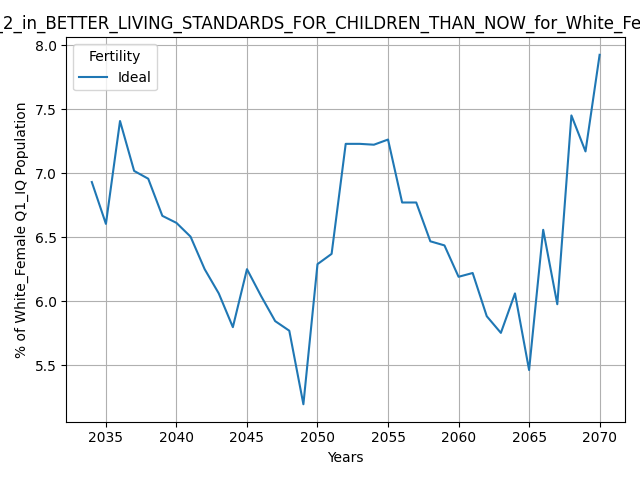 _2_in_BETTER_LIVING_STANDARDS_FOR_CHILDREN_THAN_NOW_for_White_Fe
Fertility
Ideal
% of White_Female Q1_IQ Population
8.0
7.5
7.0
6.5
6.0
5.5
2035 2040 2045 2050 2055 2060 2065 2070
Years